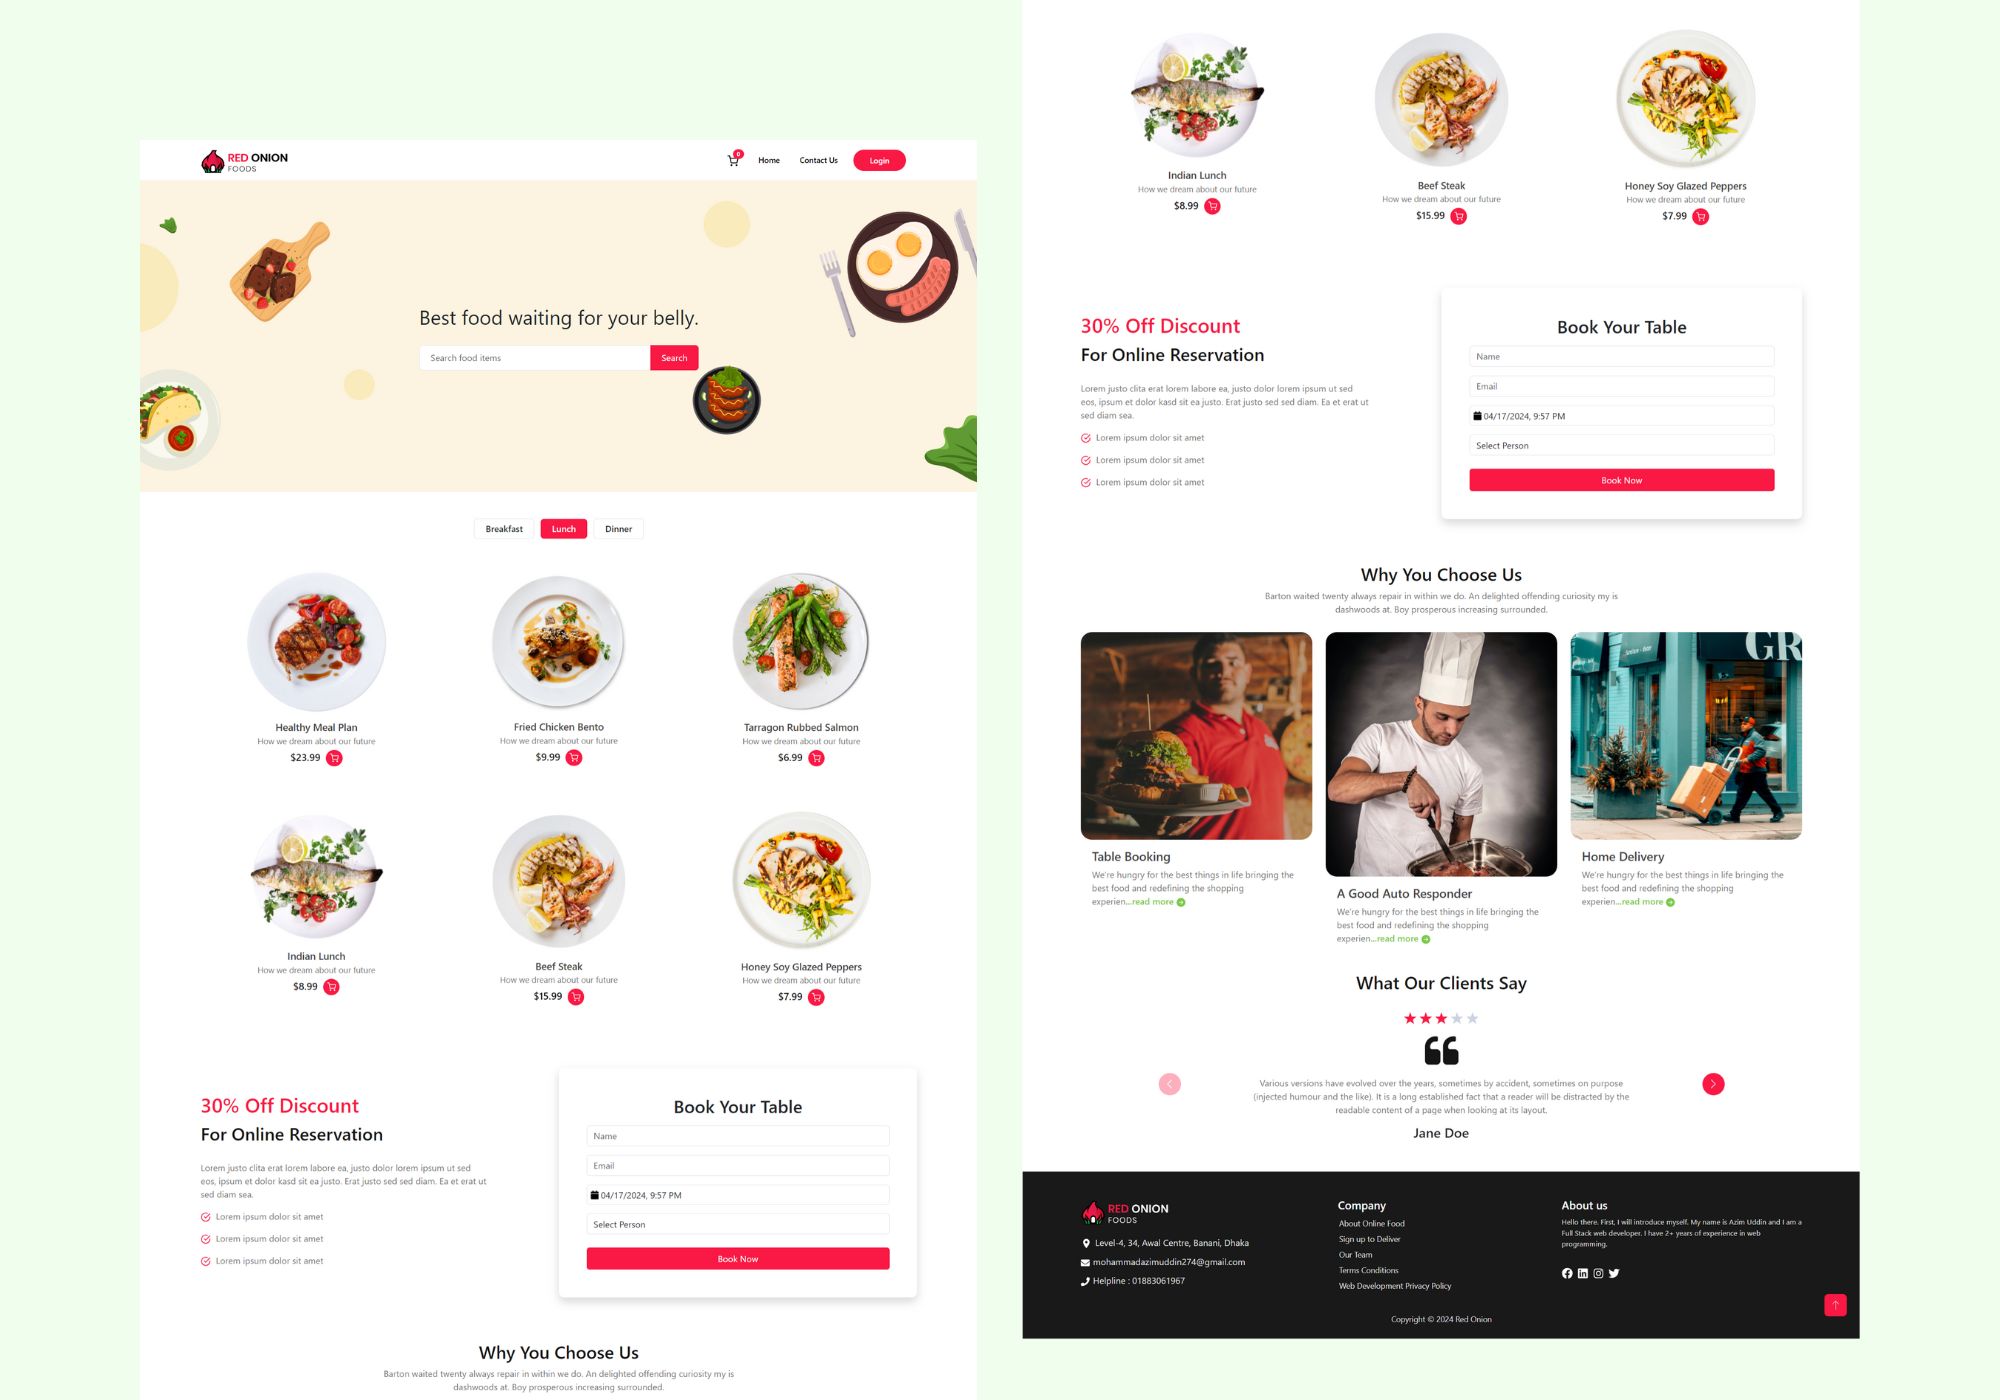 RED ONION
FOODS
0
Home
Contact Us
Login
Best food waiting for your belly.
Search food items
Search
Breakfast
Lunch
Dinner
Healthy Meal Plan
How we dream about our future
$23.99
Fried Chicken Bento
How we dream about our future
$9.99
Tarragon Rubbed Salmon
How we dream about our future
$6.99
Indian Lunch
How we dream about our future
$8.99
Beef Steak
How we dream about our future
$15.99
Honey Soy Glazed Peppers
How we dream about our future
$7.99
30% Off Discount
For Online Reservation
Lorem justo clita erat lorem labore ea, justo dolor lorem ipsum ut sed
eos, ipsum et dolor kasd sit ea justo. Erat justo sed sed diam. Ea et erat ut
sed diam sea.
Lorem ipsum dolor sit amet
Lorem ipsum dolor sit amet
Lorem ipsum dolor sit amet
Book Your Table
Name
Email
04/17/2024, 9:57 PM
Select Person
Book Now
Why You Choose Us
Barton waited twenty always repair in within we do. An delighted offending curiosity my is
dashwoods at. Boy prosperous increasing surrounded.
Indian Lunch
How we dream about our future
$8.99
Beef Steak
How we dream about our future
$15.99
Honey Soy Glazed Peppers
How we dream about our future
$7.99
30% Off Discount
For Online Reservation
Lorem justo clita erat lorem labore ea, justo dolor lorem ipsum ut sed
eos, ipsum et dolor kasd sit ea justo. Erat justo sed sed diam. Ea et erat ut
sed diam sea.
Lorem ipsum dolor sit amet
Lorem ipsum dolor sit amet
Lorem ipsum dolor sit amet
Book Your Table
Name
Email
04/17/2024, 9:57 PM
Select Person
Book Now
Why You Choose Us
Barton waited twenty always repair in within we do. An delighted offending curiosity my is
dashwoods at. Boy prosperous increasing surrounded.
GR
Table Booking
We're hungry for the best things in life bringing the
best food and redefining the shopping
experien...read more
A Good Auto Responder
We're hungry for the best things in life bringing the
best food and redefining the shopping
experien...read more
Home Delivery
We're hungry for the best things in life bringing the
best food and redefining the shopping
experien...read more
What Our Clients Say
Various versions have evolved over the years, sometimes by accident, sometimes on purpose
(injected humour and the like). It is a long established fact that a reader will be distracted by the
readable content of a page when looking at its layout.
Jane Doe
RED ONION
FOODS
Level-4, 34, Awal Centre, Banani, Dhaka
mohammadazimuddin274@gmail.com
Helpline : 01883061967
Company
About Online Food
Sign up to Deliver
Our Team
Terms Conditions
Web Development Privacy Policy
About us
Hello there. First, I will introduce myself. My name is Azim Uddin and I am a
Full Stack web developer. I have 2+ years of experience in web
programming.
Copyright © 2024 Red Onion